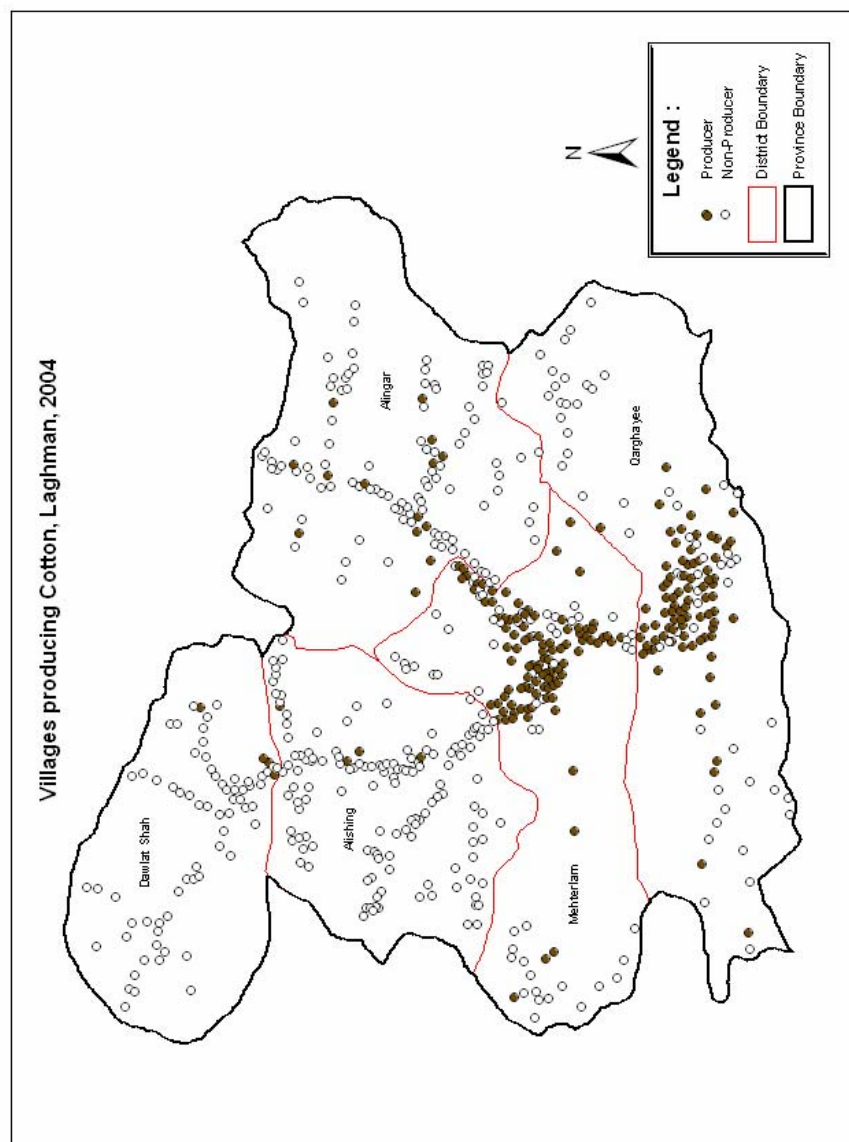 Villages producing Cotton, Laghman, 2004
Dawlat Shah
Alishing
Alingar
Mehterlam
Qarghayee
N
Legend :
Producer
Non-Producer
District Boundary
Province Boundary